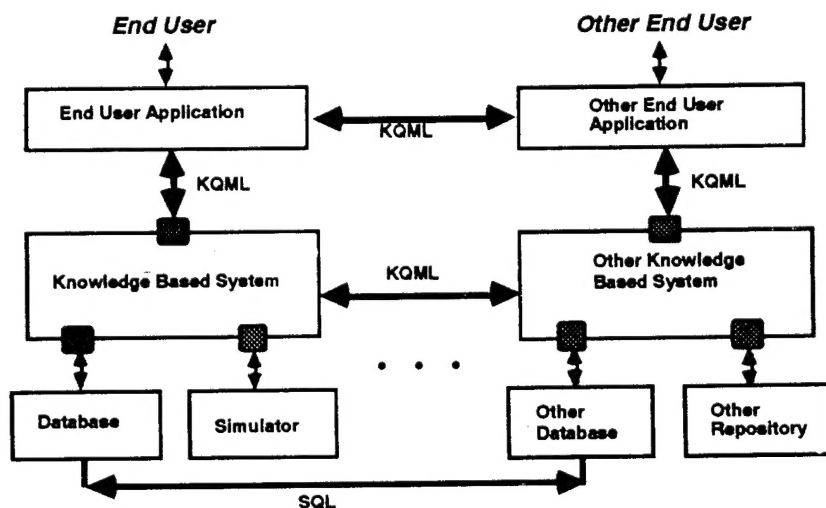 End User
Other End User
End User Application
Other End User
Application
KQML
KQML
KQML
Knowledge Based System
KQML
Other Knowledge
Based System
. . .
Database
Simulator
Other
Database
Other
Repository
SQL